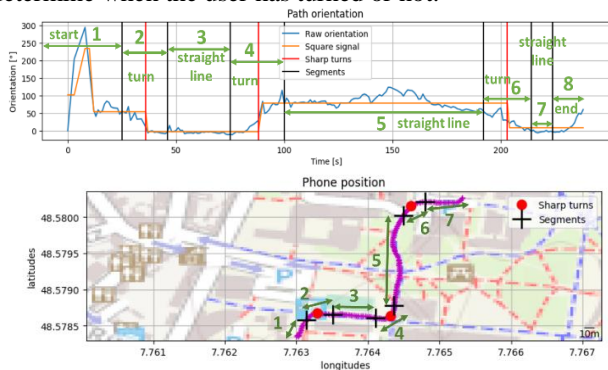 determine when the user has turned or not.
Path orientation
300
250
200
150
100
50
0
Orientation [°]
start 1
2
turn
3
straight
line
4
turn
Raw orientation
Square signal
Sharp turns
Segments
5 straight line
turn
6
straight
line
7
8
end
0
50
100
150
200
Time [s]
Phone position
48.5800
48.5795
48.5790
48.5785
latitudes
Sharp turns
Segments
P
1
2
3
4
5
6
7
10m
7.761
7.762
7.763
7.764
7.765
7.766
7.767
longitudes